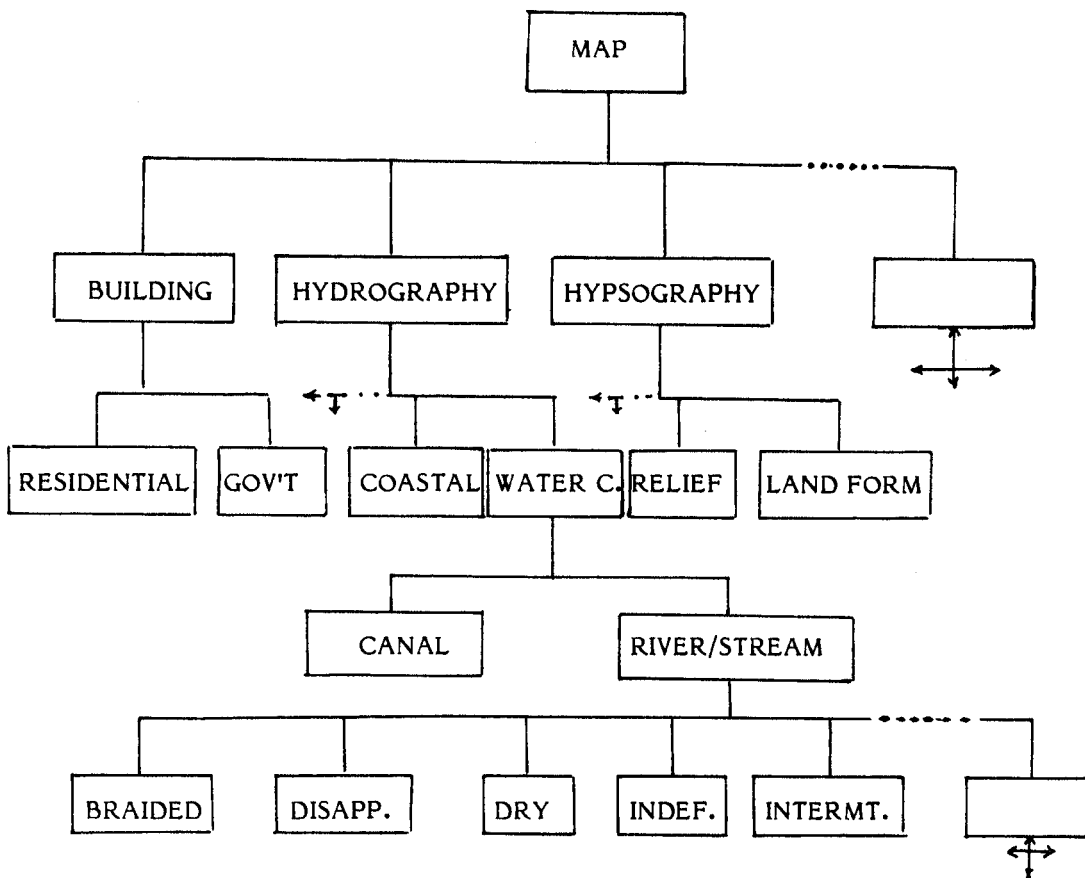 MAP
BUILDING
HYDROGRAPHY
HYPSOGRAPHY
RESIDENTIAL
GOV'T
COASTAL
WATER C.
RELIEF
LAND FORM
CANAL
RIVER/STREAM
BRAIDED
DISAPP.
DRY
INDEF.
INTERMT.